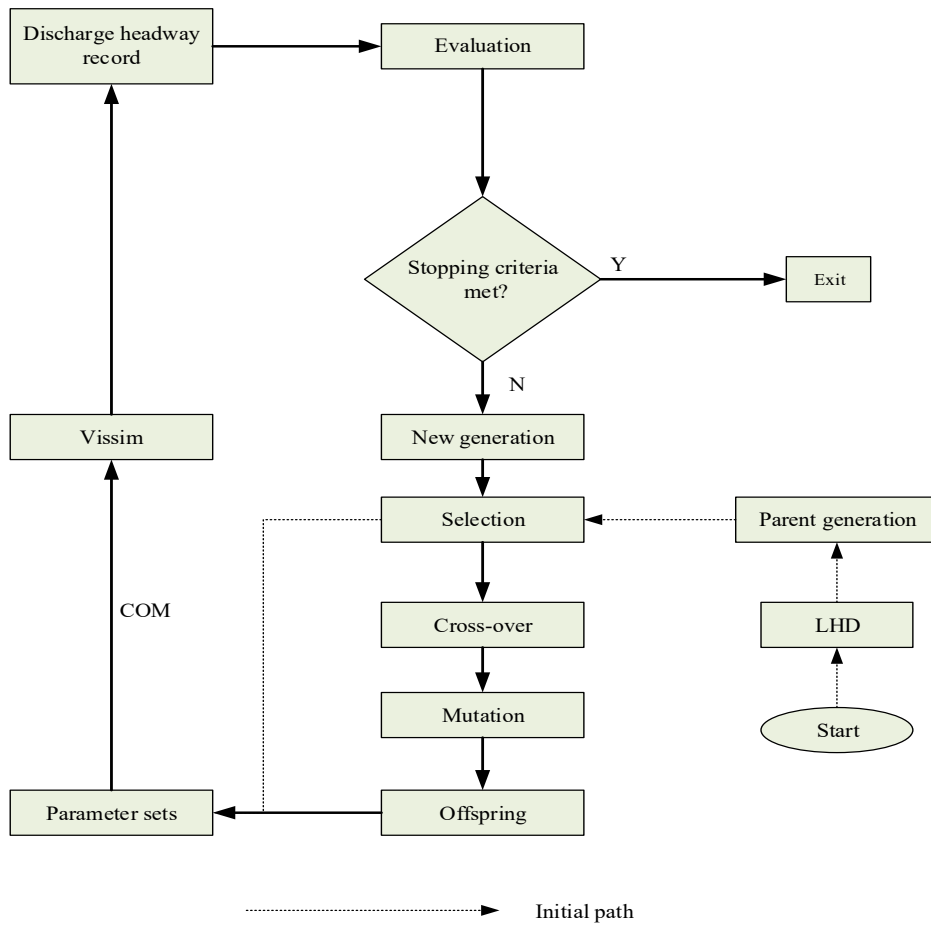 Discharge headway
record
Evaluation
Stopping criteria
met?
Y
Exit
N
Vissim
New generation
Selection
Parent generation
COM
Cross-over
LHD
Mutation
Start
Parameter sets
Offspring
Initial path